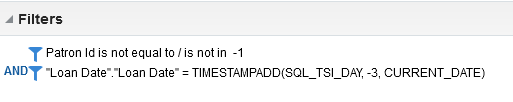 Filters
Patron Id is not equal to / is not in -1
AND "Loan Date"."Loan Date" = TIMESTAMPADD(SQL_TSI_DAY, -3, CURRENT_DATE)